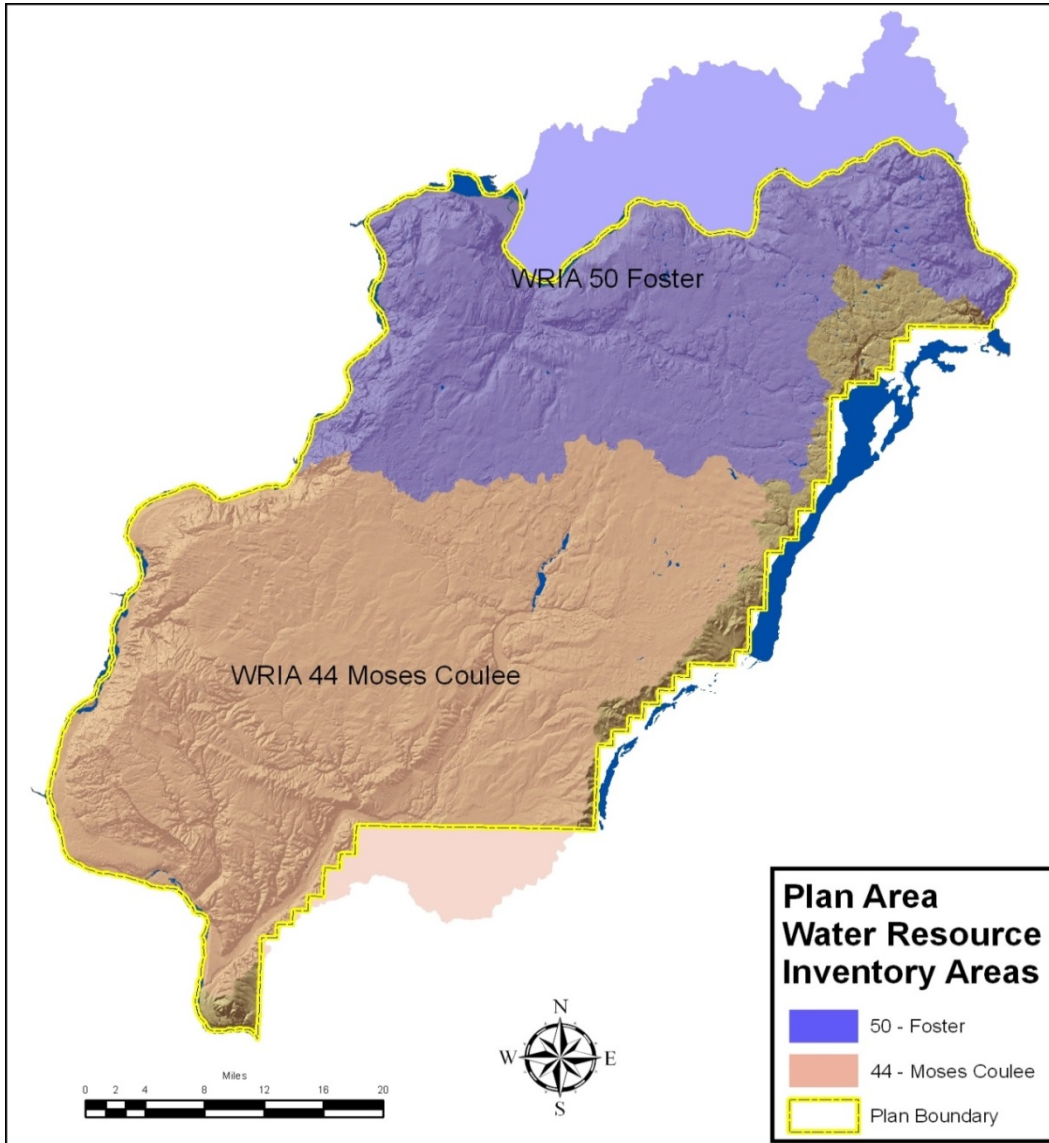 WRIA 50 Foster
WRIA 44 Moses Coulee
N
W E
S
Miles
0 2 4 8 12 16 20
Plan Area
Water Resource
Inventory Areas
50 - Foster
44 - Moses Coulee
Plan Boundary